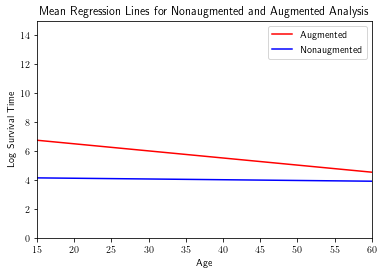 Mean Regression Lines for Nonaugmented and Augmented Analysis
Augmented
Nonaugmented
Log Survival Time
14
12
10
8
6
4
2
0
15 20 25 30 35 40 45 50 55 60
Age